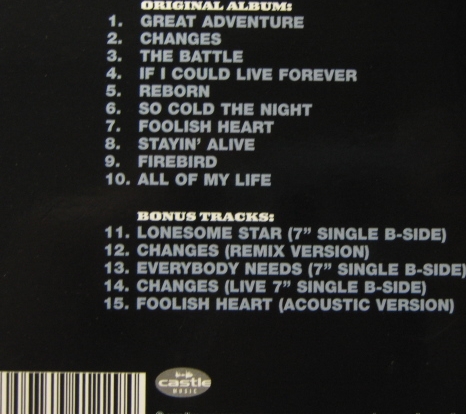 ORIGINAL ALBUM:
1. GREAT ADVENTURE
2. CHANGES
3. THE BATTLE
4. IF I COULD LIVE FOREVER
5. REBORN
6. SO COLD THE NIGHT
7. FOOLISH HEART
8. STAYIN' ALIVE
9. FIREBIRD
10. ALL OF MY LIFE
BONUS TRACKS:
11. LONESOME STAR (7” SINGLE B-SIDE)
12. CHANGES (REMIX VERSION)
13. EVERYBODY NEEDS (7” SINGLE B-SIDE)
14. CHANGES (LIVE 7” SINGLE B-SIDE)
15. FOOLISH HEART (ACOUSTIC VERSION)
castle
MUSIC